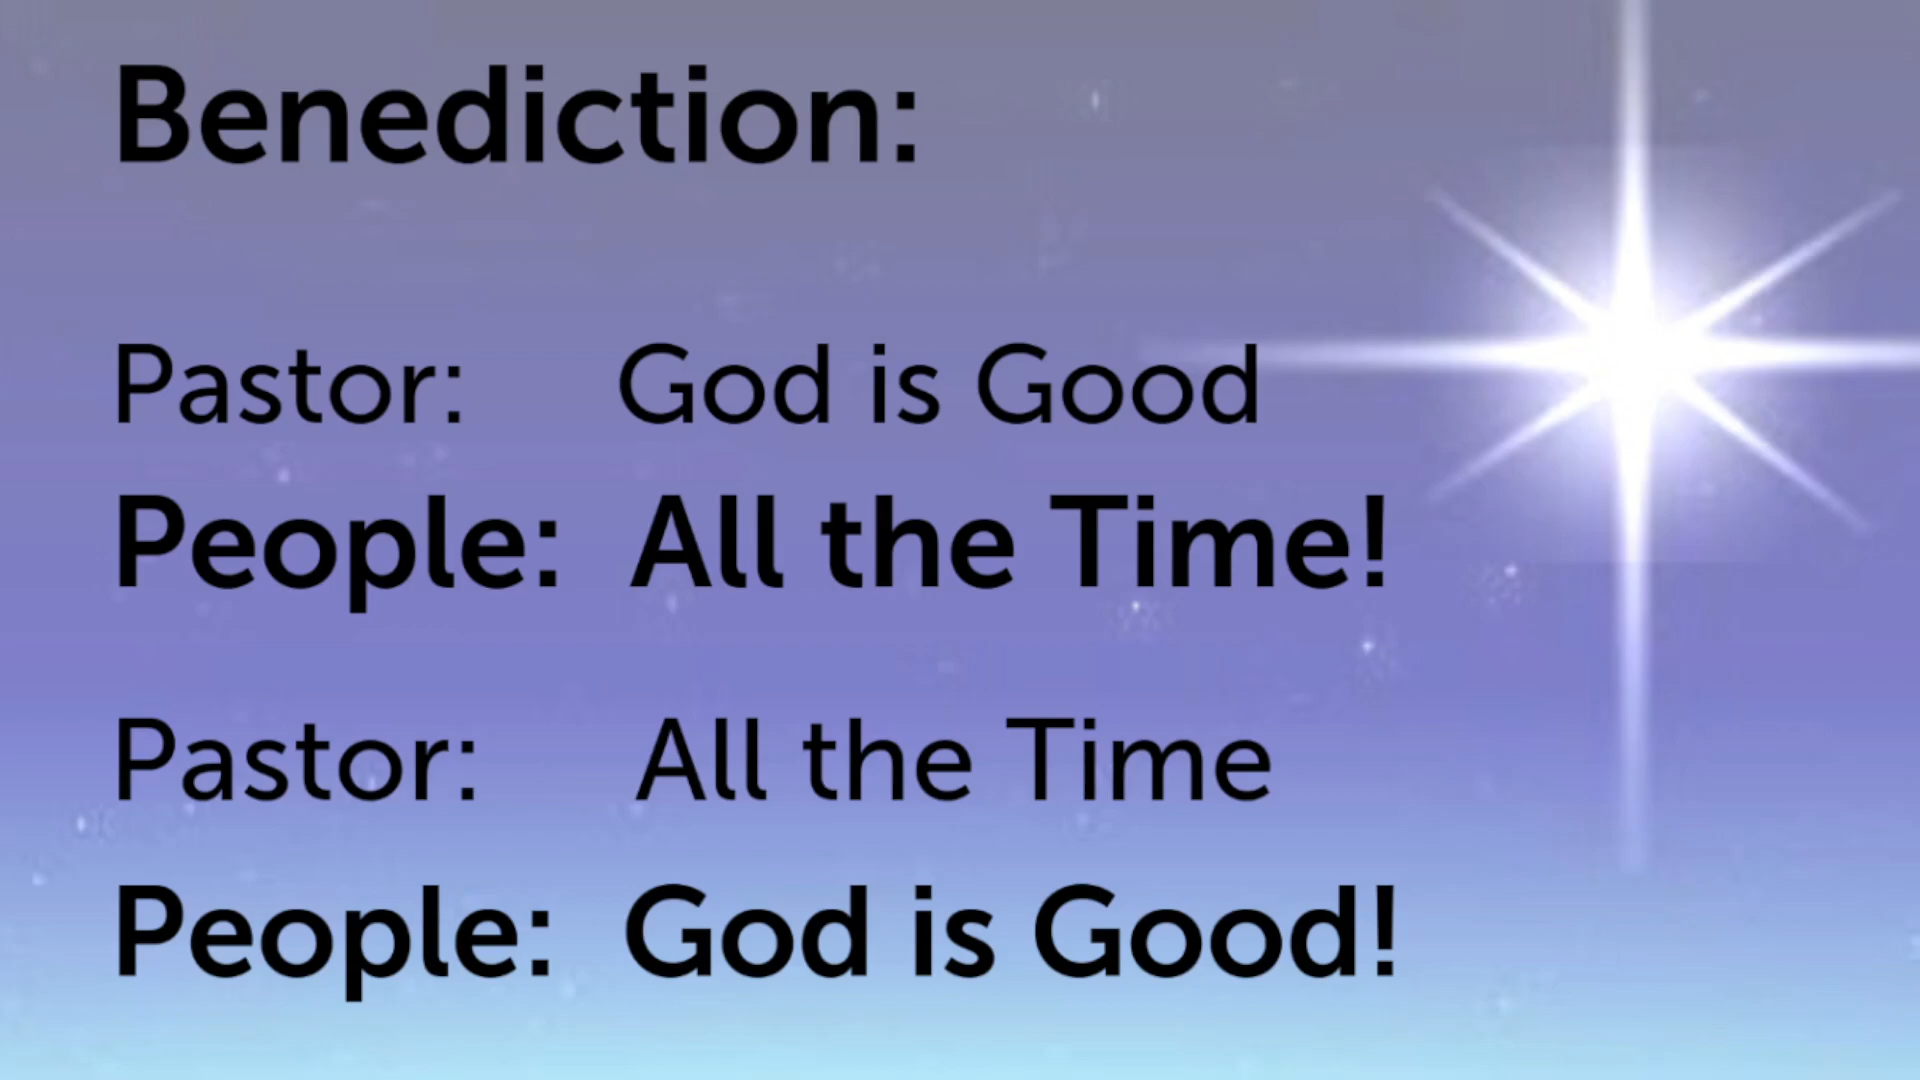 Benediction:
Pastor: God is Good
People: All the Time!
Pastor: All the Time
People: God is Good!